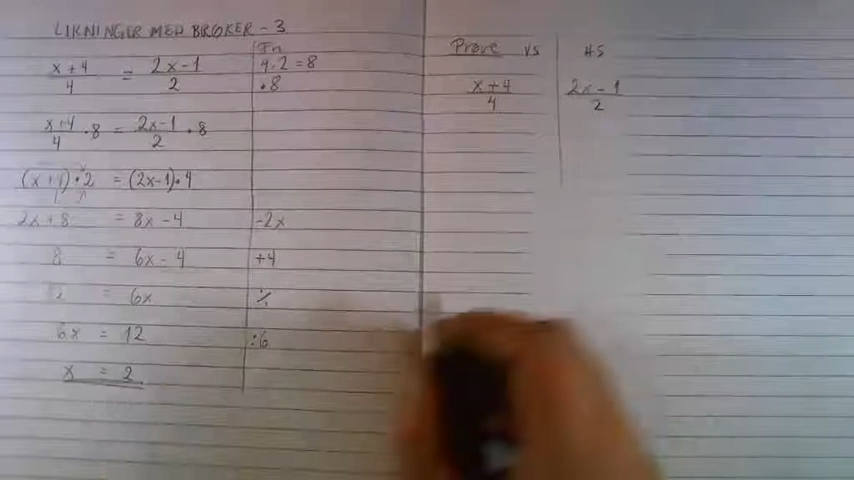 LIKNINGER MED BRØKER - 3
Fn
x + 4 / 4 = 2x - 1 / 2
4 · 2 = 8
· 8
x + 4 / 4 · 8 = 2x - 1 / 2 · 8
(x + 4) · 2 = (2x - 1) · 4
2x + 8 = 8x - 4
- 2x
8 = 6x - 4
+ 4
12 = 6x
6x = 12
: 6
x = 2
Prøve VS HS
x + 4 / 4
2x - 1 / 2